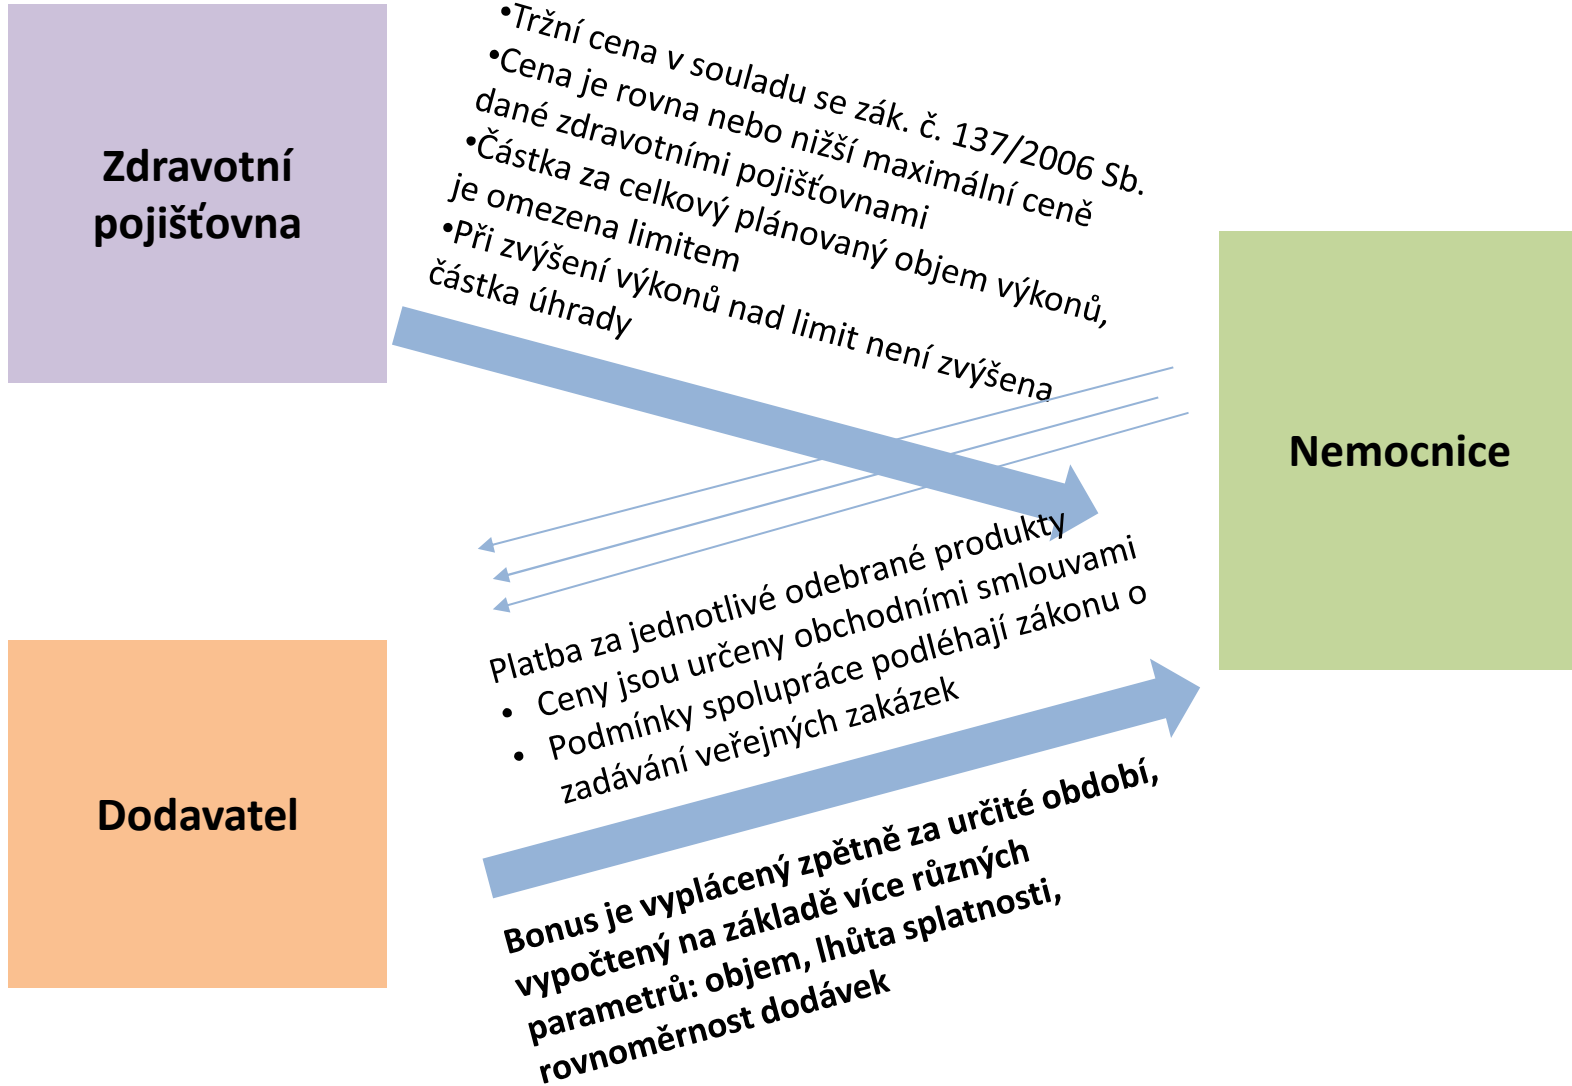 Zdravotní
pojišťovna
•Tržní cena v souladu se zák. č. 137/2006 Sb.
•Cena je rovna nebo nižší maximální ceně
dané zdravotními pojišťovnami
•Částka za celkový plánovaný objem výkonů,
je omezena limitem
•Při zvýšení výkonů nad limit není zvýšena
částka úhrady
Nemocnice
Platba za jednotlivé odebrané produkty
• Ceny jsou určeny obchodními smlouvami
• Podmínky spolupráce podléhají zákonu o
zadávání veřejných zakázek
Dodavatel
Bonus je vyplácený zpětně za určité období,
vypočtený na základě více různých
parametrů: objem, lhůta splatnosti,
rovnoměrnost dodávek